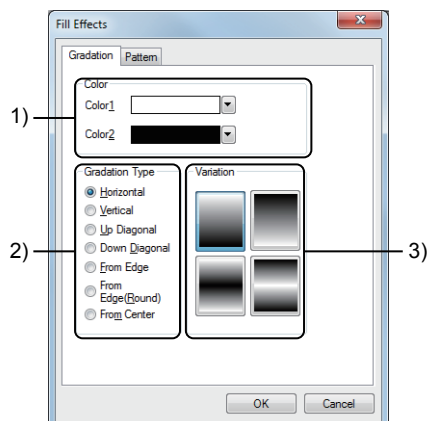 Fill Effects
Gradation Pattern
Color
Color1
Color2
1)
Gradation Type
Horizontal
Vertical
Up Diagonal
Down Diagonal
From Edge
From
Edge(Round)
From Center
2)
Variation
3)
OK Cancel